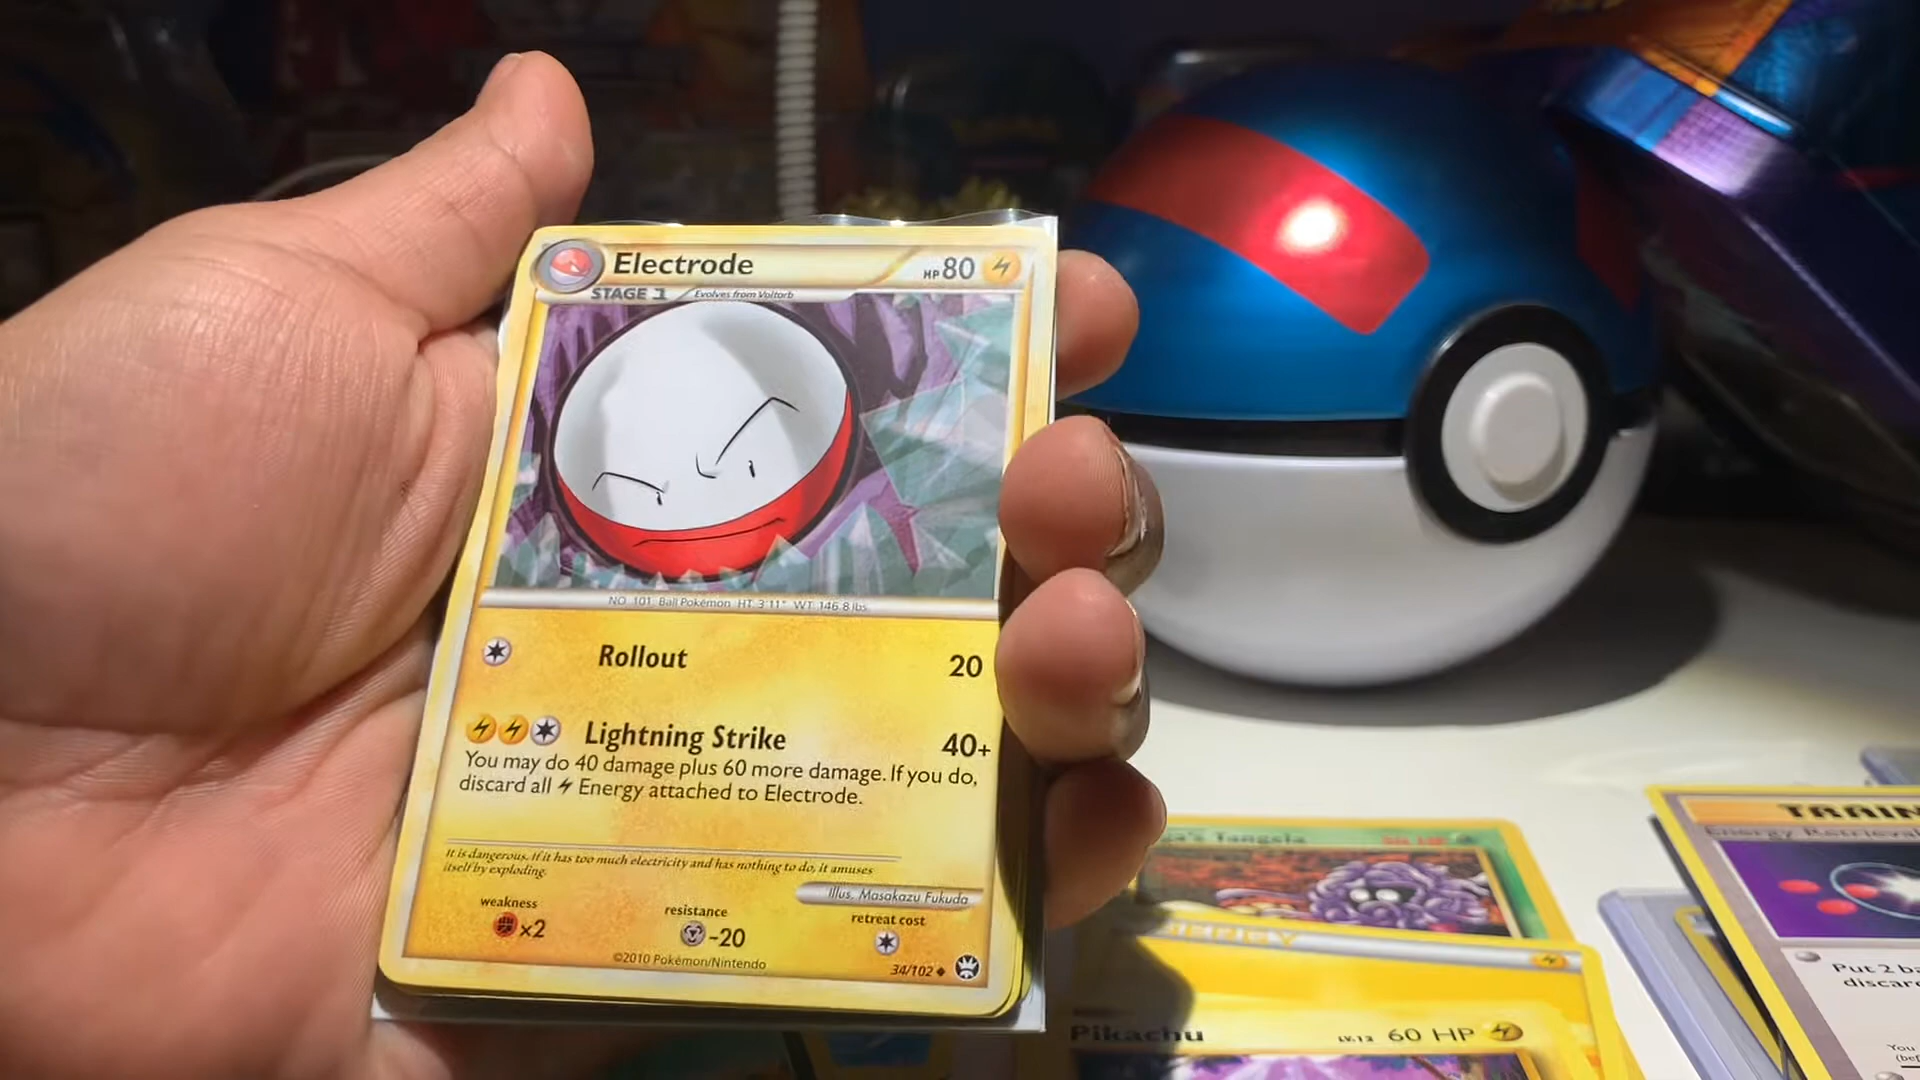 Electrode
HP 80
STAGE 1
Evolves from Voltorb
NO. 101 Ball Pokémon HT: 3'11" WT: 146.8 lbs.
Rollout 20
Lightning Strike 40+
You may do 40 damage plus 60 more damage. If you do,
discard all Energy attached to Electrode.
It is dangerous. If it has too much electricity and has nothing to do, it amuses
itself by exploding.
Illus. Masakazu Fukuda
weakness
×2
resistance
-20
retreat cost
©2010 Pokémon/Nintendo
34/102
Tangela
Pikachu LV.12 60 HP
TRAIN
Energy Retrieval
Put 2 ba
discar
You
(bef